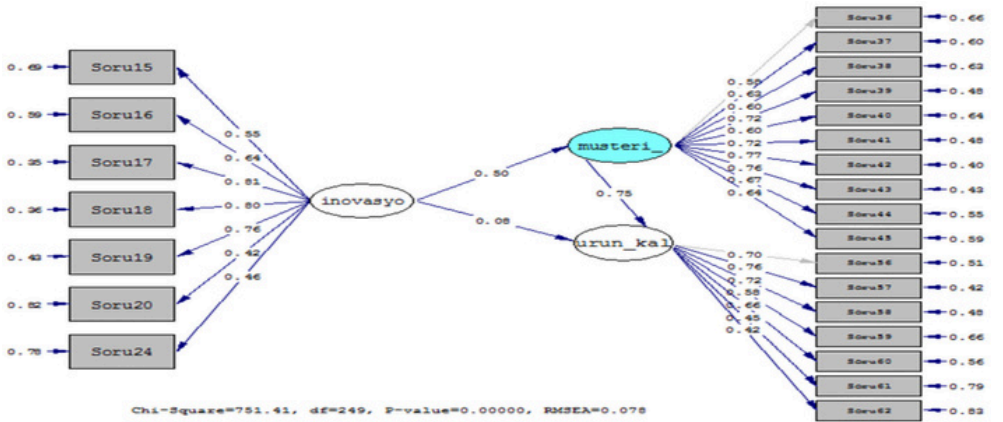 0.69 Soru15
0.59 Soru16
0.35 Soru17
0.36 Soru18
0.43 Soru19
0.82 Soru20
0.78 Soru24
0.55
0.64
0.81
0.80
0.76
0.42
0.46
inovasyo
0.50
0.08
musteri_
0.75
urun_kal
0.58
0.63
0.60
0.72
0.60
0.72
0.77
0.76
0.67
0.64
0.70
0.76
0.72
0.58
0.66
0.45
0.42
Soru36 0.66
Soru37 0.60
Soru38 0.63
Soru39 0.48
Soru40 0.64
Soru41 0.48
Soru42 0.40
Soru43 0.43
Soru44 0.55
Soru45 0.59
Soru56 0.51
Soru57 0.42
Soru58 0.48
Soru59 0.66
Soru60 0.56
Soru61 0.79
Soru62 0.83
Chi-Square=751.41, df=249, P-value=0.00000, RMSEA=0.078